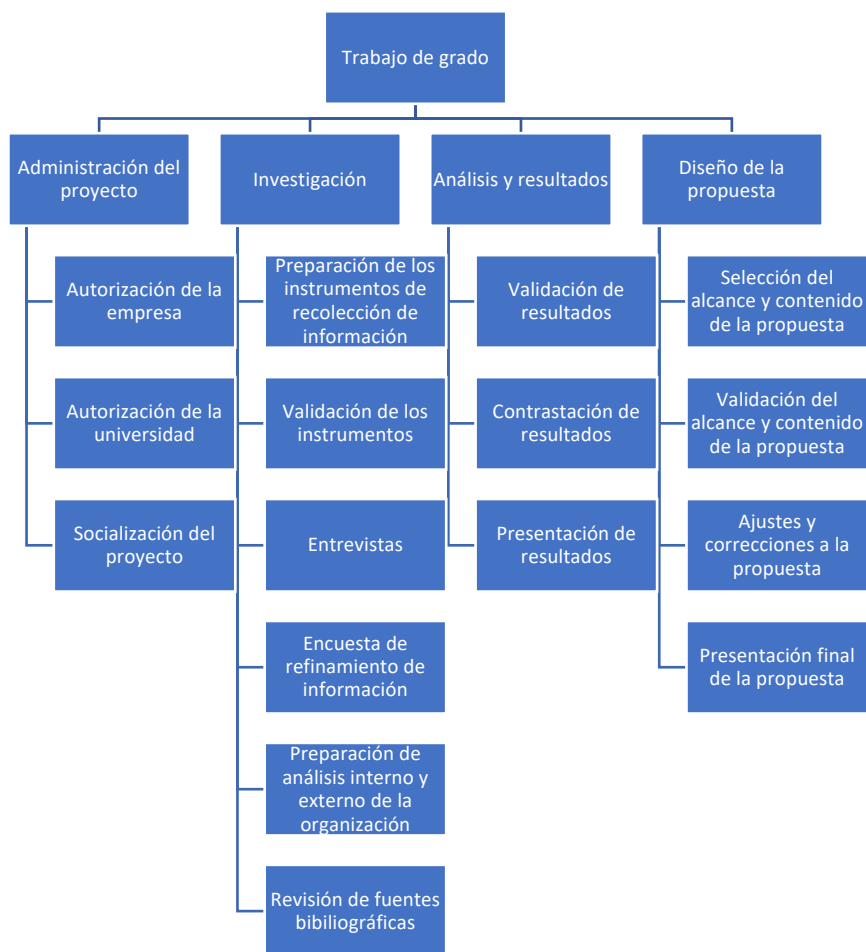 Trabajo de grado
Administración del
proyecto
Autorización de la
empresa
Autorización de la
universidad
Socialización del
proyecto
Investigación
Preparación de los
instrumentos de
recolección de
información
Validación de los
instrumentos
Entrevistas
Encuesta de
refinamiento de
información
Preparación de
análisis interno y
externo de la
organización
Revisión de fuentes
bibiliográficas
Análisis y resultados
Validación de
resultados
Contrastación de
resultados
Presentación de
resultados
Diseño de la
propuesta
Selección del
alcance y contenido
de la propuesta
Validación del
alcance y contenido
de la propuesta
Ajustes y
correcciones a la
propuesta
Presentación final
de la propuesta